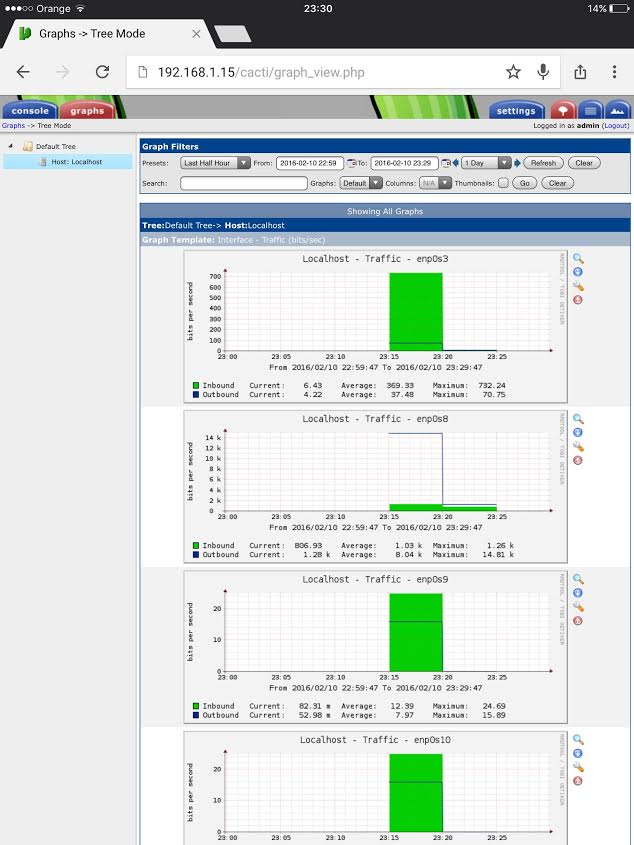 Orange 23:30 14%
Graphs -> Tree Mode
192.168.1.15/cacti/graph_view.php
console graphs settings
Graphs -> Tree Mode Logged in as admin (Logout)
Default Tree
Host: Localhost
Graph Filters
Presets: Last Half Hour From: 2016-02-10 22:59 To: 2016-02-10 23:29 1 Day Refresh Clear
Search: Graphs: Default Columns: N/A Thumbnails: Go Clear
Showing All Graphs
Tree:Default Tree-> Host:Localhost
Graph Template: Interface - Traffic (bits/sec)
Localhost - Traffic - enp0s3
RRDTOOL / TOBI OETIKER
bits per second
700
600
500
400
300
200
100
0
23:00 23:05 23:10 23:15 23:20 23:25
From 2016/02/10 22:59:47 To 2016/02/10 23:29:47
Inbound Current: 6.43 Average: 369.33 Maximum: 732.24
Outbound Current: 4.22 Average: 37.48 Maximum: 70.75
Localhost - Traffic - enp0s8
RRDTOOL / TOBI OETIKER
bits per second
14 k
12 k
10 k
8 k
6 k
4 k
2 k
0
23:00 23:05 23:10 23:15 23:20 23:25
From 2016/02/10 22:59:47 To 2016/02/10 23:29:47
Inbound Current: 806.93 Average: 1.03 k Maximum: 1.26 k
Outbound Current: 1.28 k Average: 8.04 k Maximum: 14.81 k
Localhost - Traffic - enp0s9
RRDTOOL / TOBI OETIKER
bits per second
20
10
0
23:00 23:05 23:10 23:15 23:20 23:25
From 2016/02/10 22:59:47 To 2016/02/10 23:29:47
Inbound Current: 82.31 m Average: 12.39 Maximum: 24.69
Outbound Current: 52.98 m Average: 7.97 Maximum: 15.89
Localhost - Traffic - enp0s10
RRDTOOL / TOBI OETIKER
bits per second
20
10
0
23:00 23:05 23:10 23:15 23:20 23:25